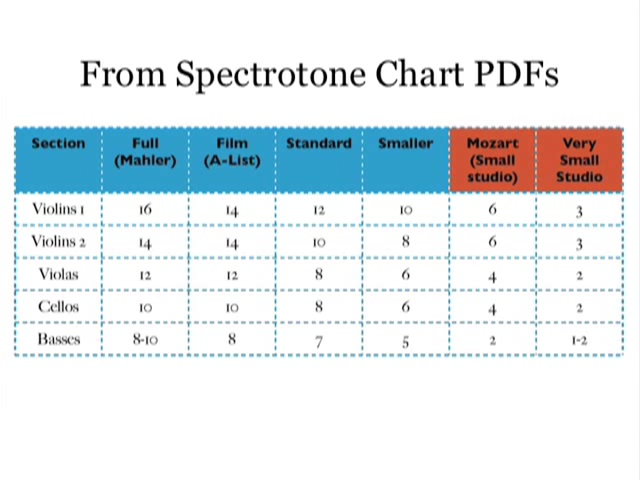 From Spectrotone Chart PDFs
Section Full (Mahler) Film (A-List) Standard Smaller Mozart (Small studio) Very Small Studio
Violins 1 16 14 12 10 6 3
Violins 2 14 14 10 8 6 3
Violas 12 12 8 6 4 2
Cellos 10 10 8 6 4 2
Basses 8-10 8 7 5 2 1-2